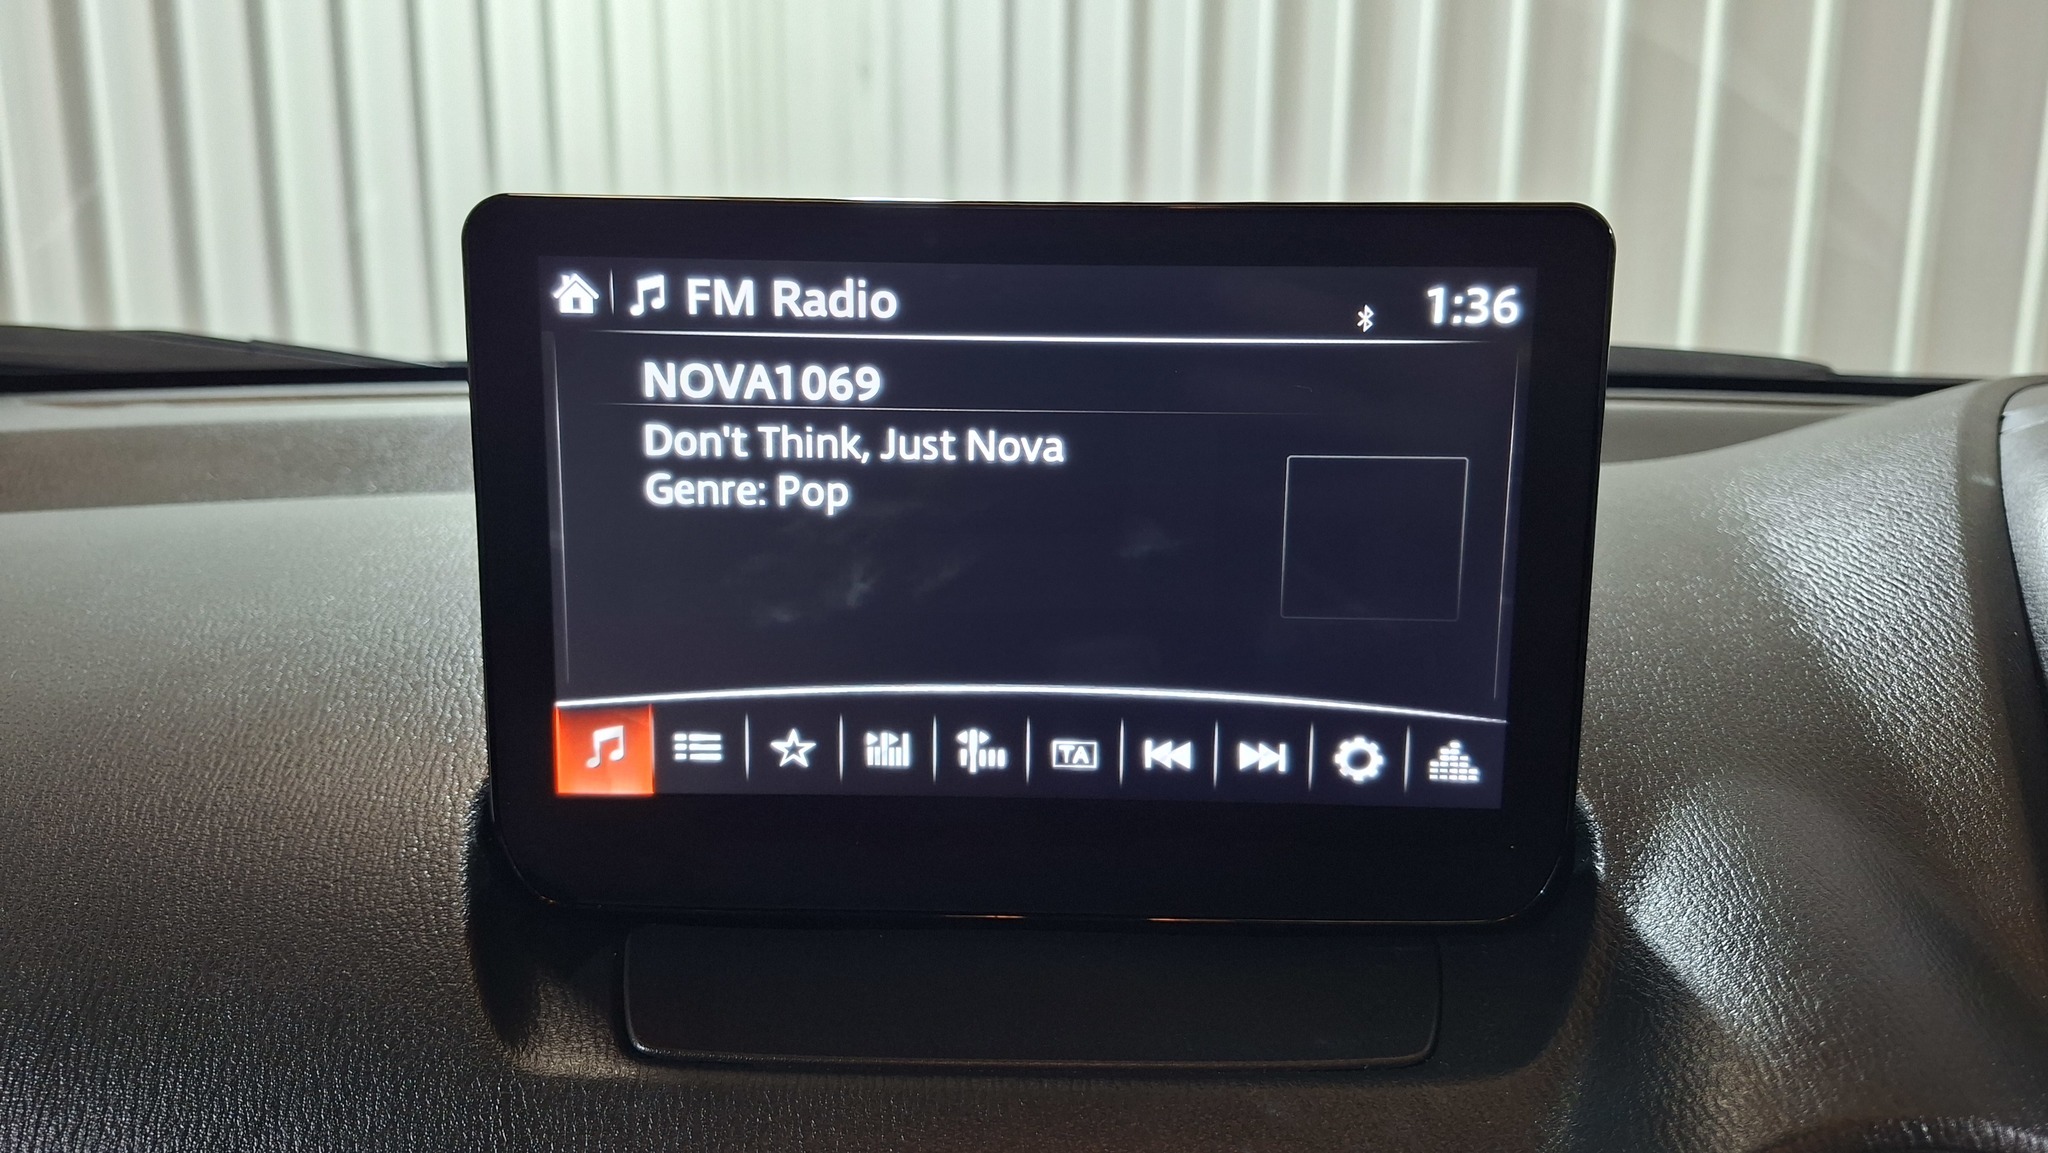 FM Radio
1:36
NOVA1069
Don't Think, Just Nova
Genre: Pop
TA